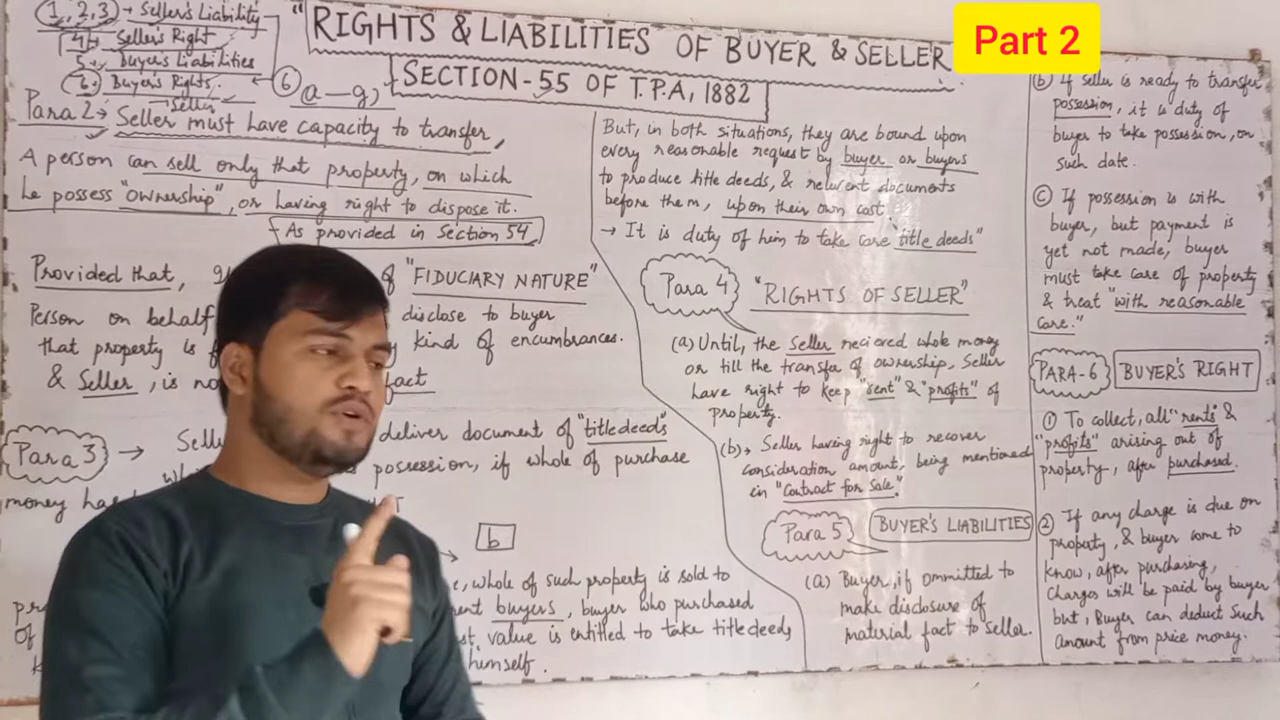 1, 2, 3 → Seller's Liability
4 → Seller's Right
5 → Buyer's Liabilities
6 → Buyer's Rights
Seller
"RIGHTS & LIABILITIES OF BUYER & SELLER
Part 2
⑥ (a-g)
SECTION-55 OF T.P.A, 1882
Para 2 → Seller must have capacity to transfer,
A person can sell only that property, on which
he possess "Ownership", or having right to dispose it.
As provided in Section 54
Provided that, of "FIDUCIARY NATURE"
Person on behalf disclose to buyer
that property is kind of encumbrances.
& Seller, is fact
Para 3 → deliver document of "titledeeds"
possession, if whole of purchase
money
b
whole of such property is sold to
buyers, buyer who purchased
value is entitled to take titledeeds
of himself.
But, in both situations, they are bound upon
every reasonable request by buyer or buyers
to produce title deeds, & relevent documents
before them, upon their own cost.
→ It is duty of him to take care title deeds"
Para 4 "RIGHTS OF SELLER"
(a) Until, the Seller recieved whole money
or till the transfer of ownership, Seller
have right to keep "rent" & "profits" of
property.
(b) → Seller having right to recover
consideration amount, being mentioned
in "Contract for Sale."
Para 5 BUYER'S LIABILITIES
(a) Buyer, if ommitted to
make disclosure of
material fact to seller.
(b) If seller is ready to transfer
possession, it is duty of
buyer to take possession, on
such date.
(c) If possession is with
buyer, but payment is
yet not made, buyer
must take care of property
& treat "with reasonable
care."
PARA-6 BUYER'S RIGHT
① To collect, all "rents" &
"profits" arising out of
property, after purchased.
② If any charge is due on
property, & buyer come to
know, after purchasing,
charges will be paid by buyer
but, Buyer can deduct such
amount from price money.